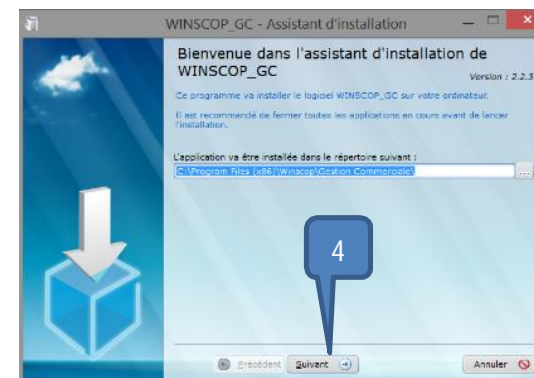 WINSCOP_GC - Assistant d'installation
Bienvenue dans l'assistant d'installation de
WINSCOP_GC
Version : 2.2.3
Ce programme va installer le logiciel WINSCOP_GC sur votre ordinateur.
Il est recommandé de fermer toutes les applications en cours avant de lancer
l'installation.
L'application va être installée dans le répertoire suivant :
C:\Program Files (x86)\Winscop\Gestion Commerciale\
...
4
Précédent
Suivant
Annuler